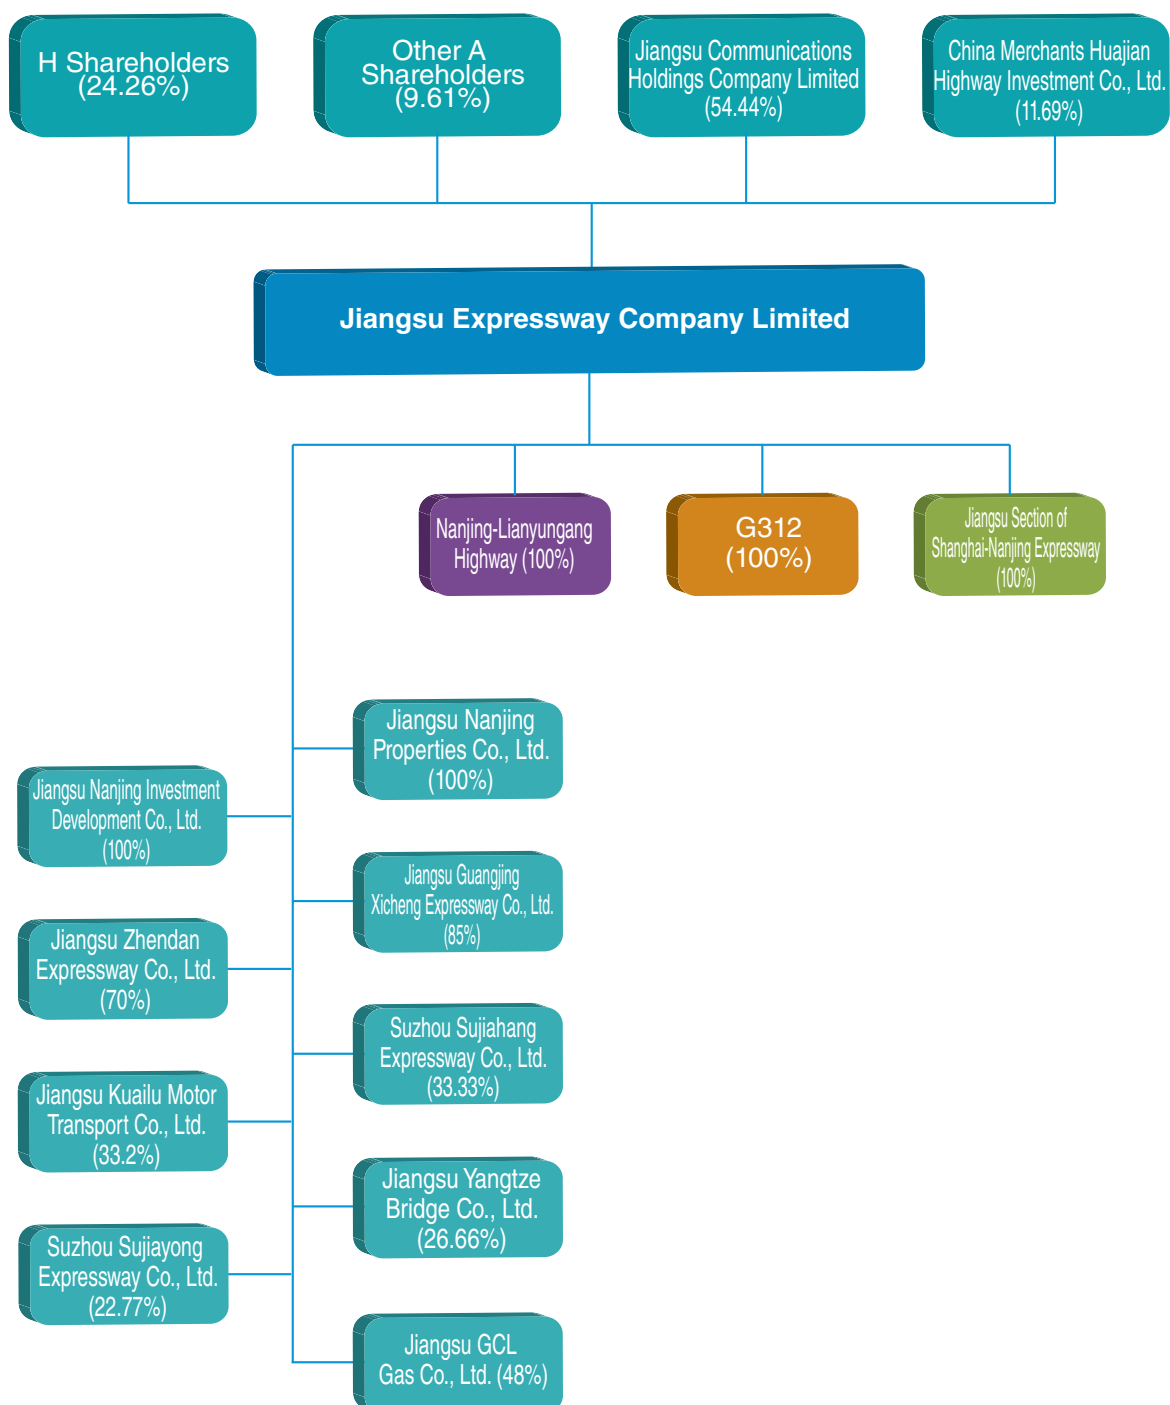 H Shareholders
(24.26%)
Other A
Shareholders
(9.61%)
Jiangsu Communications
Holdings Company Limited
(54.44%)
China Merchants Huajian
Highway Investment Co., Ltd.
(11.69%)
Jiangsu Expressway Company Limited
Nanjing-Lianyungang
Highway (100%)
G312
(100%)
Jiangsu Section of
Shanghai-Nanjing Expressway
(100%)
Jiangsu Nanjing
Properties Co., Ltd.
(100%)
Jiangsu Nanjing Investment
Development Co., Ltd.
(100%)
Jiangsu Guangjing
Xicheng Expressway Co., Ltd.
(85%)
Jiangsu Zhendan
Expressway Co., Ltd.
(70%)
Suzhou Sujiahang
Expressway Co., Ltd.
(33.33%)
Jiangsu Kuailu Motor
Transport Co., Ltd.
(33.2%)
Jiangsu Yangtze
Bridge Co., Ltd.
(26.66%)
Suzhou Sujiayong
Expressway Co., Ltd.
(22.77%)
Jiangsu GCL
Gas Co., Ltd. (48%)